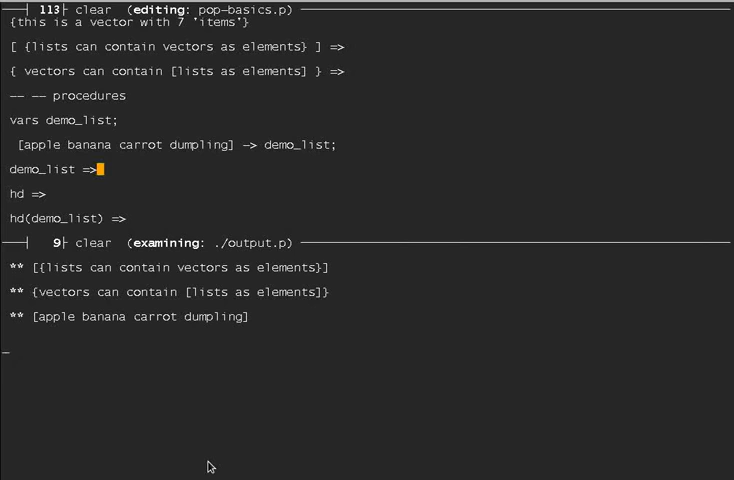 113 clear (editing: pop-basics.p)
{this is a vector with 7 'items'}
[ {lists can contain vectors as elements} ] =>
{ vectors can contain [lists as elements] } =>
-- -- procedures
vars demo_list;
[apple banana carrot dumpling] -> demo_list;
demo_list =>
hd =>
hd(demo_list) =>
9 clear (examining: ./output.p)
** [{lists can contain vectors as elements}]
** {vectors can contain [lists as elements]}
** [apple banana carrot dumpling]